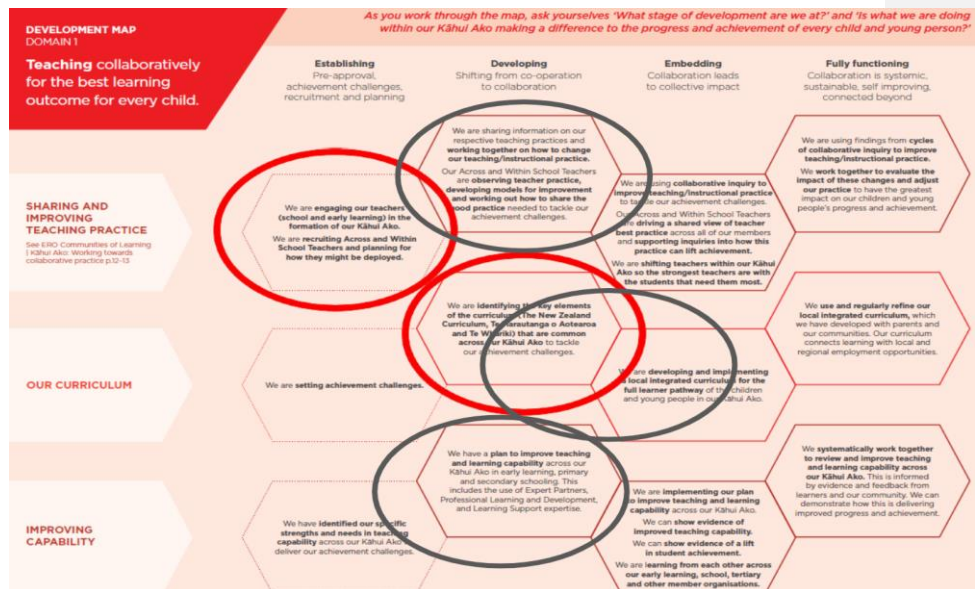 As you work through the map, ask yourselves 'What stage of development are we at?' and 'Is what we are doing
within our Kāhui Ako making a difference to the progress and achievement of every child and young person?'
DEVELOPMENT MAP
DOMAIN 1
Teaching collaboratively
for the best learning
outcome for every child.
Establishing
Pre-approval,
achievement challenges,
recruitment and planning
Developing
Shifting from co-operation
to collaboration
Embedding
Collaboration leads
to collective impact
Fully functioning
Collaboration is systemic,
sustainable, self improving,
connected beyond
SHARING AND
IMPROVING
TEACHING PRACTICE
See ERO Communities of Learning
| Kāhui Ako: Working towards
collaborative practice p.12-13
We are engaging our teachers
(school and early learning) in the
formation of our Kāhui Ako.
We are recruiting Across and Within
School Teachers and planning for
how they might be deployed.
We are sharing information on our
respective teaching practices and
working together on how to change
our teaching/instructional practice.
Our Across and Within School Teachers
are observing teacher practice,
developing models for improvement
and working out how to share the
good practice needed to tackle our
achievement challenges.
We are using collaborative inquiry to
improve teaching/instructional practice
to tackle our achievement challenges.
Our Across and Within School Teachers
are driving a shared view of teacher
best practice across all of our members
and supporting inquiries into how this
practice can lift achievement.
We are shifting teachers within our Kāhui
Ako so the strongest teachers are with
the students that need them most.
We are using findings from cycles
of collaborative inquiry to improve
teaching/instructional practice.
We work together to evaluate the
impact of these changes and adjust
our practice to have the greatest
impact on our children and young
people's progress and achievement.
OUR CURRICULUM
We are setting achievement challenges.
We are identifying the key elements
of the curriculum (The New Zealand
Curriculum, Te Marautanga o Aotearoa
and Te Whāriki) that are common
across our Kāhui Ako to tackle
our achievement challenges.
We are developing and implementing
a local integrated curriculum for the
full learner pathway of the children
and young people in our Kāhui Ako.
We use and regularly refine our
local integrated curriculum, which
we have developed with parents and
our communities. Our curriculum
connects learning with local and
regional employment opportunities.
IMPROVING
CAPABILITY
We have identified our specific
strengths and needs in teaching
capability across our Kāhui Ako
deliver our achievement challenges.
We have a plan to improve teaching
and learning capability across our
Kāhui Ako in early learning, primary
and secondary schooling. This
includes the use of Expert Partners,
Professional Learning and Development,
and Learning Support expertise.
We are implementing our plan
to improve teaching and learning
capability across our Kāhui Ako.
We can show evidence of
improved teaching capability.
We can show evidence of a lift
in student achievement.
We are learning from each other across
our early learning, school, tertiary
and other member organisations.
We systematically work together
to review and improve teaching
and learning capability across
our Kāhui Ako. This is informed
by evidence and feedback from
learners and our community. We can
demonstrate how this is delivering
improved progress and achievement.